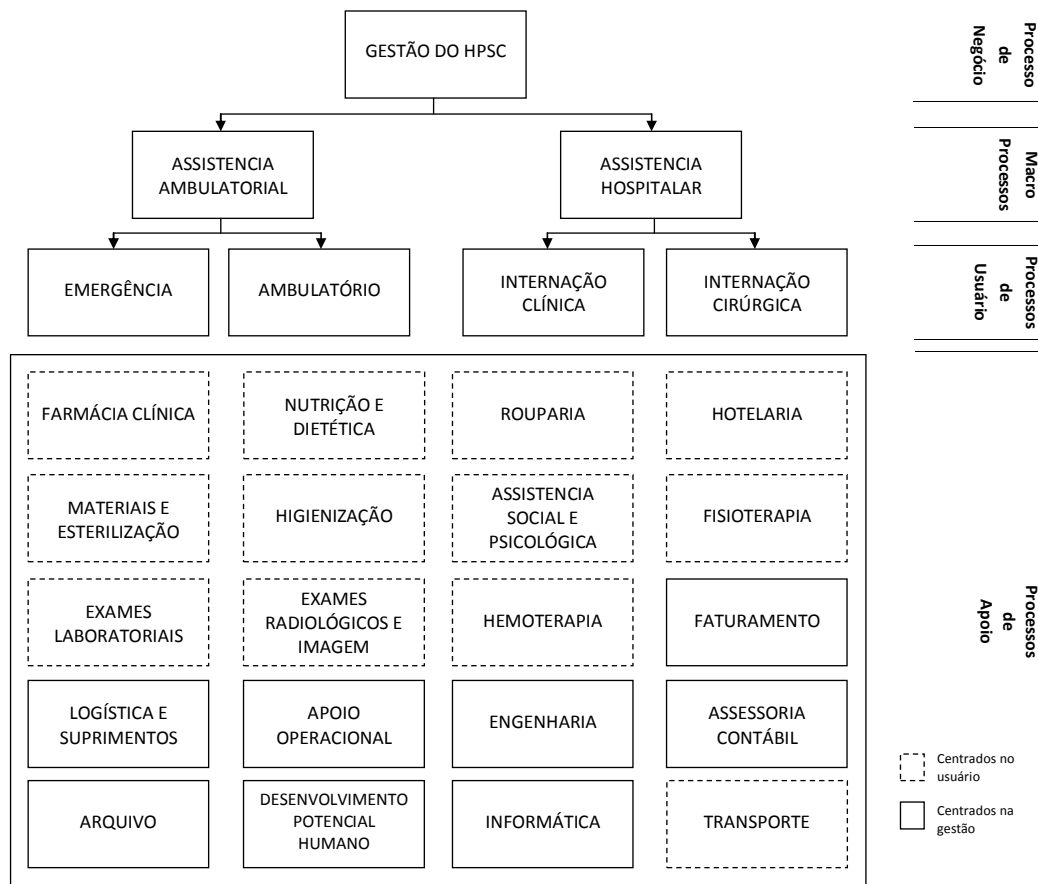 GESTÃO DO HPSC
Processo
de
Negócio
ASSISTENCIA
AMBULATORIAL
ASSISTENCIA
HOSPITALAR
Macro
Processos
EMERGÊNCIA
AMBULATÓRIO
INTERNAÇÃO
CLÍNICA
INTERNAÇÃO
CIRÚRGICA
Processos
de
Usuário
FARMÁCIA CLÍNICA
NUTRIÇÃO E
DIETÉTICA
ROUPARIA
HOTELARIA
MATERIAIS E
ESTERILIZAÇÃO
HIGIENIZAÇÃO
ASSISTENCIA
SOCIAL E
PSICOLÓGICA
FISIOTERAPIA
EXAMES
LABORATORIAIS
EXAMES
RADIOLÓGICOS E
IMAGEM
HEMOTERAPIA
FATURAMENTO
Processos
de
Apoio
LOGÍSTICA E
SUPRIMENTOS
APOIO
OPERACIONAL
ENGENHARIA
ASSESSORIA
CONTÁBIL
ARQUIVO
DESENVOLVIMENTO
POTENCIAL
HUMANO
INFORMÁTICA
TRANSPORTE
Centrados no
usuário
Centrados na
gestão